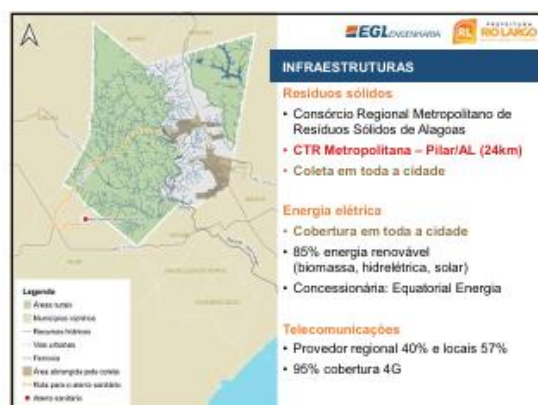 EGL ENGENHARIA
PREFEITURA
RIO LARGO
INFRAESTRUTURAS
Resíduos sólidos
• Consórcio Regional Metropolitano de
Resíduos Sólidos de Alagoas
• CTR Metropolitana – Pilar/AL (24km)
• Coleta em toda a cidade
Energia elétrica
• Cobertura em toda a cidade
• 85% energia renovável
(biomassa, hidrelétrica, solar)
• Concessionária: Equatorial Energia
Telecomunicações
• Provedor regional 40% e locais 57%
• 95% cobertura 4G
Legenda
Áreas rurais
Municípios vizinhos
Recursos hídricos
Vias urbanas
Ferrovia
Área abrangida pela coleta
Rota para o aterro sanitário
Aterro sanitário